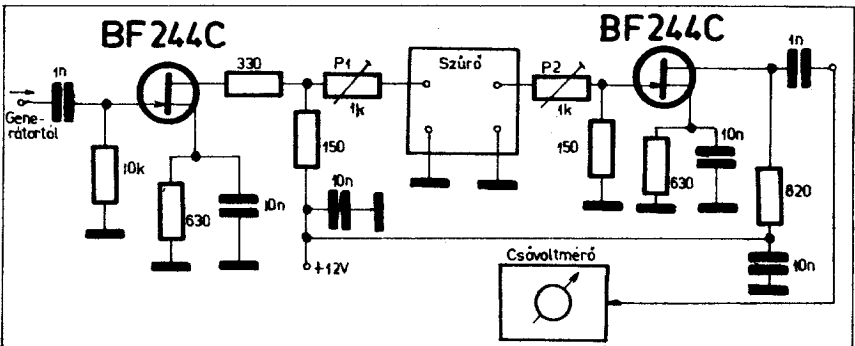 BF244C
BF244C
1n
330
P1
1k
Szűrő
P2
1k
1n
Gene-
rátortól
10k
630
10n
150
10n
+12V
150
630
10n
820
10n
Csővoltmérő